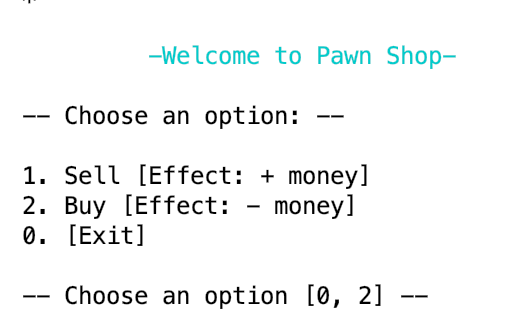 -Welcome to Pawn Shop-
-- Choose an option: --
1. Sell [Effect: + money]
2. Buy [Effect: - money]
0. [Exit]
-- Choose an option [0, 2] --